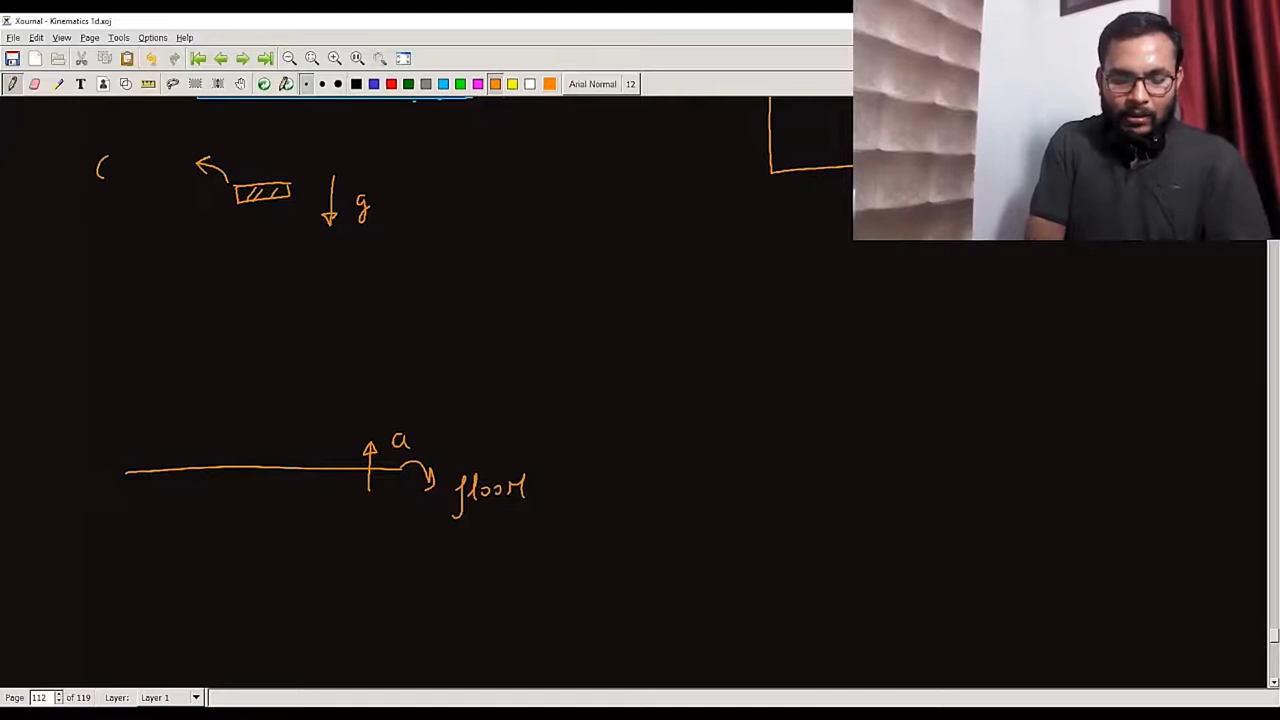 Xournal - Kinematics 1d.xoj
File Edit View Page Tools Options Help
T Arial Normal 12
g
a
floor
Page 112 of 119 Layer: Layer 1